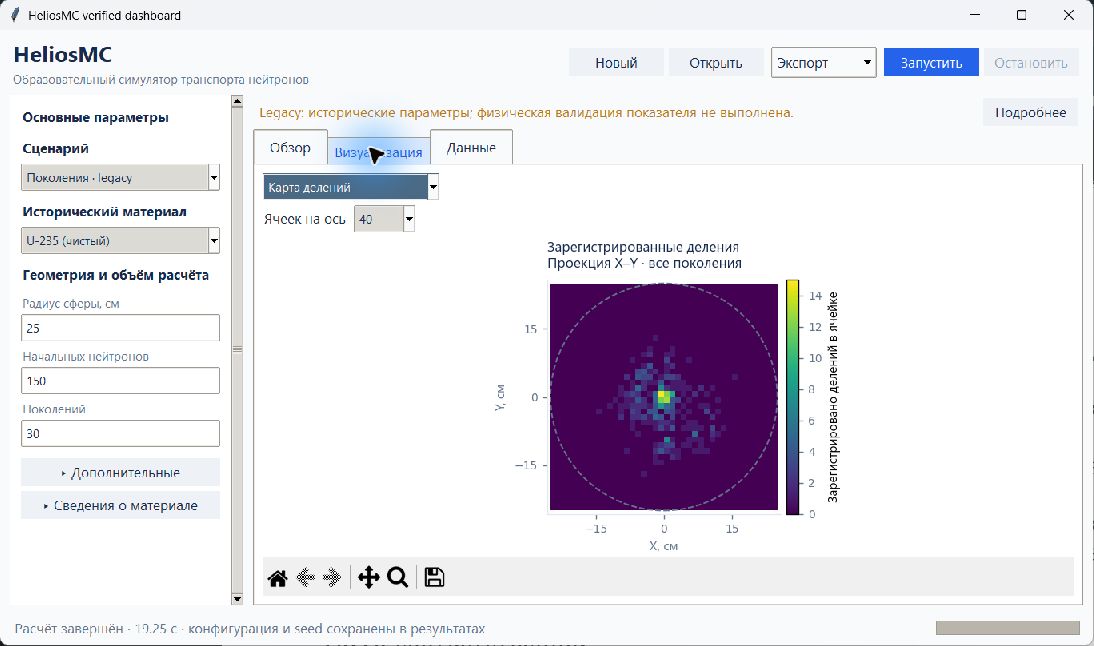 HeliosMC verified dashboard
HeliosMC
Образовательный симулятор транспорта нейтронов
Новый
Открыть
Экспорт
Запустить
Остановить
Основные параметры
Сценарий
Поколения · legacy
Исторический материал
U-235 (чистый)
Геометрия и объём расчёта
Радиус сферы, см
25
Начальных нейтронов
150
Поколений
30
‣ Дополнительные
‣ Сведения о материале
Legacy: исторические параметры; физическая валидация показателя не выполнена.
Подробнее
Обзор
Визуализация
Данные
Карта делений
Ячеек на ось
40
Зарегистрированные деления
Проекция X–Y · все поколения
15
0
−15
Y, см
−15
0
15
X, см
14
12
10
8
6
4
2
0
Зарегистрировано делений в ячейке
Расчёт завершён · 19.25 с · конфигурация и seed сохранены в результатах